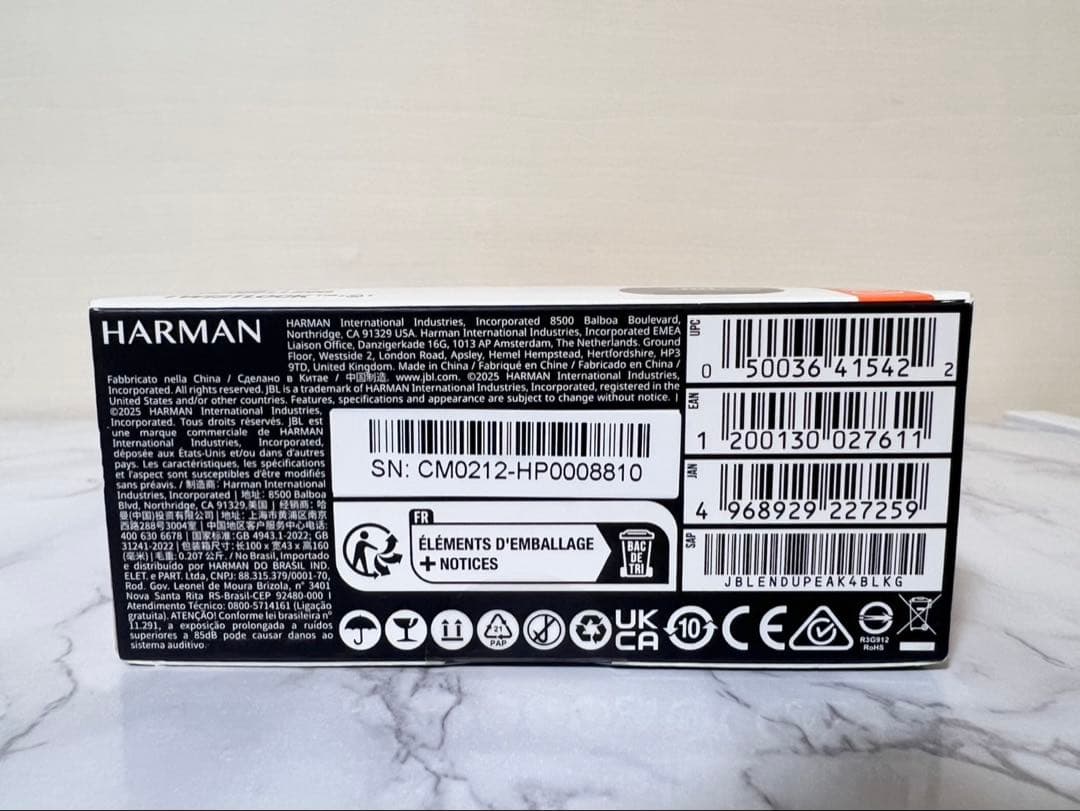 TWISTLOCK
HARMAN
HARMAN International Industries, Incorporated 8500 Balboa Boulevard,
Northridge, CA 91329 USA. Harman International Industries, Incorporated EMEA
Liaison Office, Danzigerkade 16G, 1013 AP Amsterdam, The Netherlands. Ground
Floor, Westside 2, London Road, Apsley, Hemel Hempstead, Hertfordshire, HP3
9TD, United Kingdom. Made in China / Fabriqué en Chine / Fabricado en China /
Fabbricato nella China / Сделано в Китае / 中国制造. www.jbl.com. ©2025 HARMAN International Industries,
Incorporated. All rights reserved. JBL is a trademark of HARMAN International Industries, Incorporated, registered in the
United States and/or other countries. Features, specifications and appearance are subject to change without notice. |
©2025 HARMAN International Industries,
Incorporated. Tous droits réservés. JBL est
une marque commerciale de HARMAN
International Industries, Incorporated,
déposée aux États-Unis et/ou dans d'autres
pays. Les caractéristiques, les spécifications
et l'aspect sont susceptibles d'être modifiés
sans préavis. / 制造商: Harman International
Industries, Incorporated | 地址: 8500 Balboa
Blvd, Northridge, CA 91329,美国 | 经销商: 哈
曼(中国)投资有限公司 | 地址: 上海市黄浦区南京
西路288号3004室 | 中国地区客户服务中心电话:
400 630 6678 | 国家标准:GB 4943.1-2022; GB
31241-2022 | 包装箱尺寸: 长100 x 宽43 x 高160
(毫米) | 毛重: 0.207 公斤. / No Brasil, Importado
e distribuido por HARMAN DO BRASIL IND.
ELET. e PART. Ltda, CNPJ: 88.315.379/0001-70,
Rod. Gov. Leonel de Moura Brizola, n° 3401
Nova Santa Rita RS-Brasil-CEP 92480-000 |
Atendimento Técnico: 0800-5714161 (Ligação
gratuita). ATENÇÃO! Conforme lei brasileira n°
11.291, a exposição prolongada a ruídos
superiores a 85dB pode causar danos ao
sistema auditivo.
SN: CM0212-HP0008810
FR
ÉLÉMENTS D'EMBALLAGE
+ NOTICES
BAC
DE
TRI
UPC
0 50036 41542 2
EAN
1 200130 027611
JAN
4 968929 227259
SAP
JBLENDUPEAK4BLKG
21
PAP
UK
CA
10
CE
R3G912
RoHS